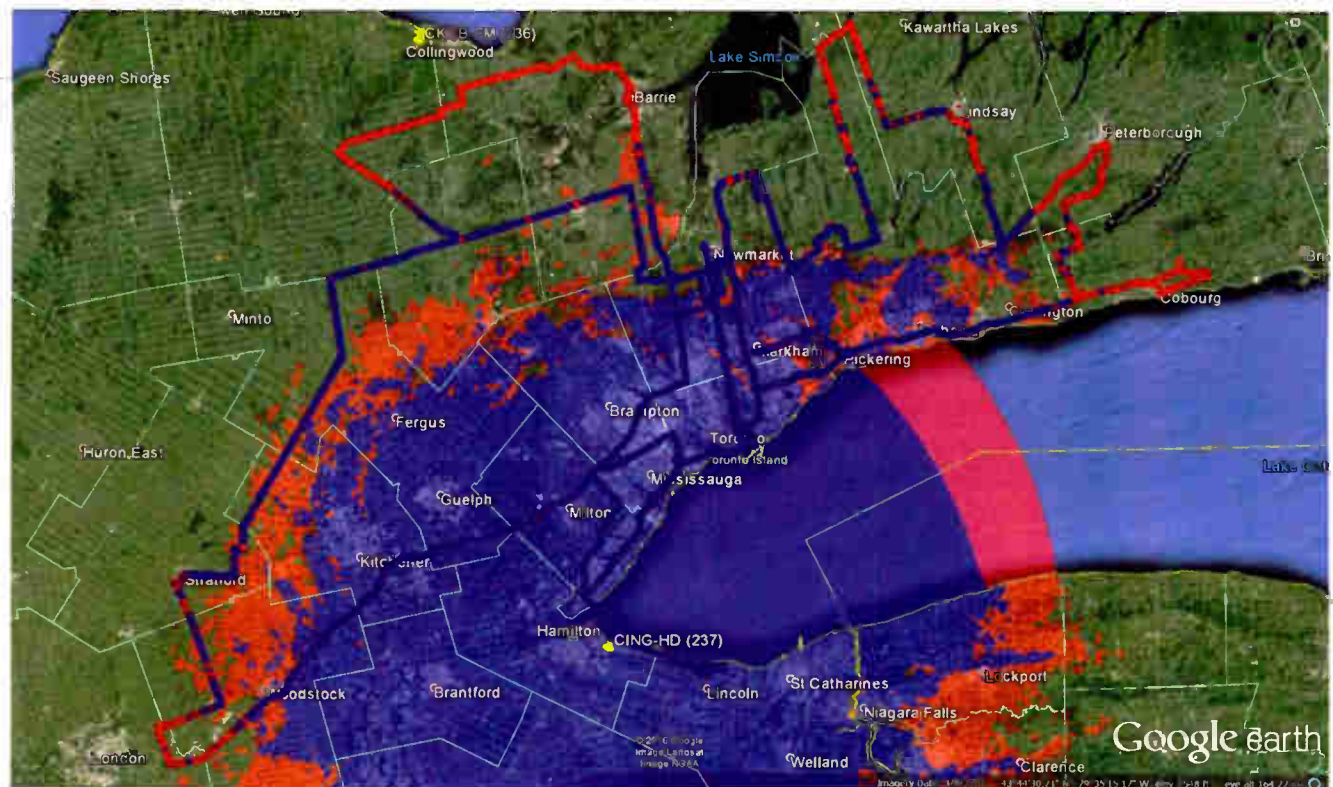 Kawartha Lakes
Collingwood
Lake Simcoe
Saugeen Shores
Barrie
Lindsay
Peterborough
Newmarket
Cobourg
Minto
Markham
Pickering
Fergus
Brampton
Toronto
Toronto Island
Huron East
Mississauga
Guelph
Milton
Kitchener
Stratford
Hamilton
CING-HD (237)
Lockport
Woodstock
Brantford
Lincoln
St Catharines
Niagara Falls
Google earth
London
Image Landsat
Welland
Clarence